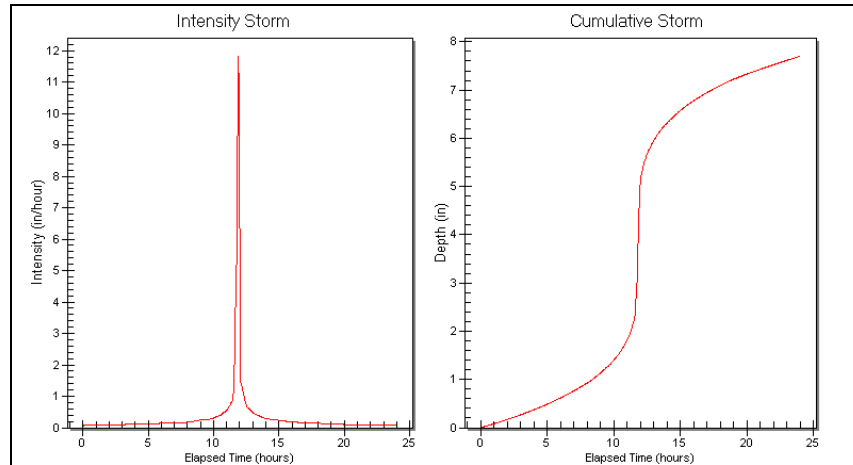 Intensity Storm
12
11
10
9
8
7
6
5
4
3
2
1
0
Intensity (in/hour)
0 5 10 15 20 25
Elapsed Time (hours)
Cumulative Storm
8
7
6
5
4
3
2
1
0
Depth (in)
0 5 10 15 20 25
Elapsed Time (hours)